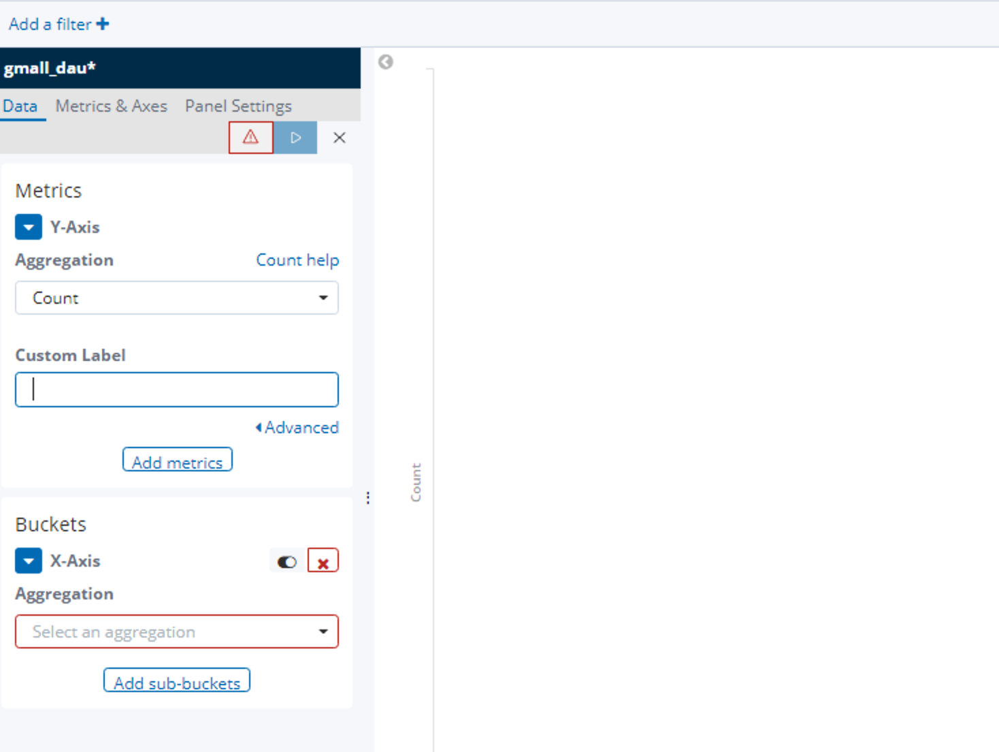 Add a filter
gmall_dau*
Data Metrics & Axes Panel Settings
Metrics
Y-Axis
Aggregation Count help
Count
Custom Label
Advanced
Add metrics
Buckets
X-Axis
Aggregation
Select an aggregation
Add sub-buckets
Count